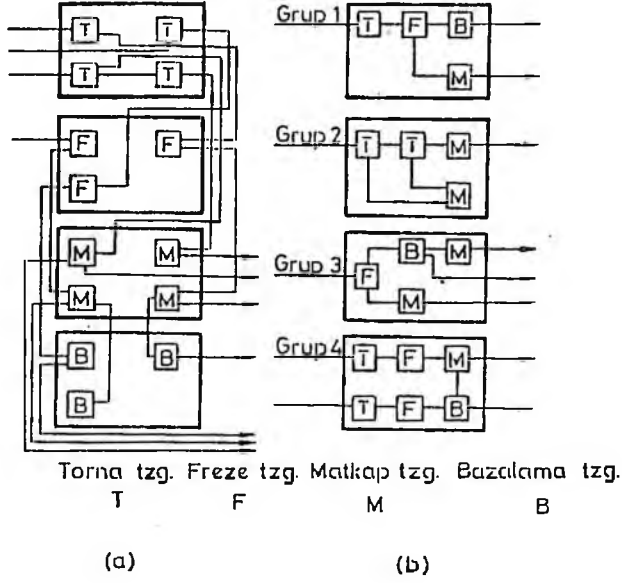 T T̅
T T
F F
F
M M
M M
B B
B
Grup 1
T̅ F B
M
Grup 2
T̅ T̅ M
M
Grup 3
F B M
M
Grup 4
T̅ F M
T F B
Torna tzg. Freze tzg. Matkap tzg. Bazalama tzg.
T F M B
(a) (b)